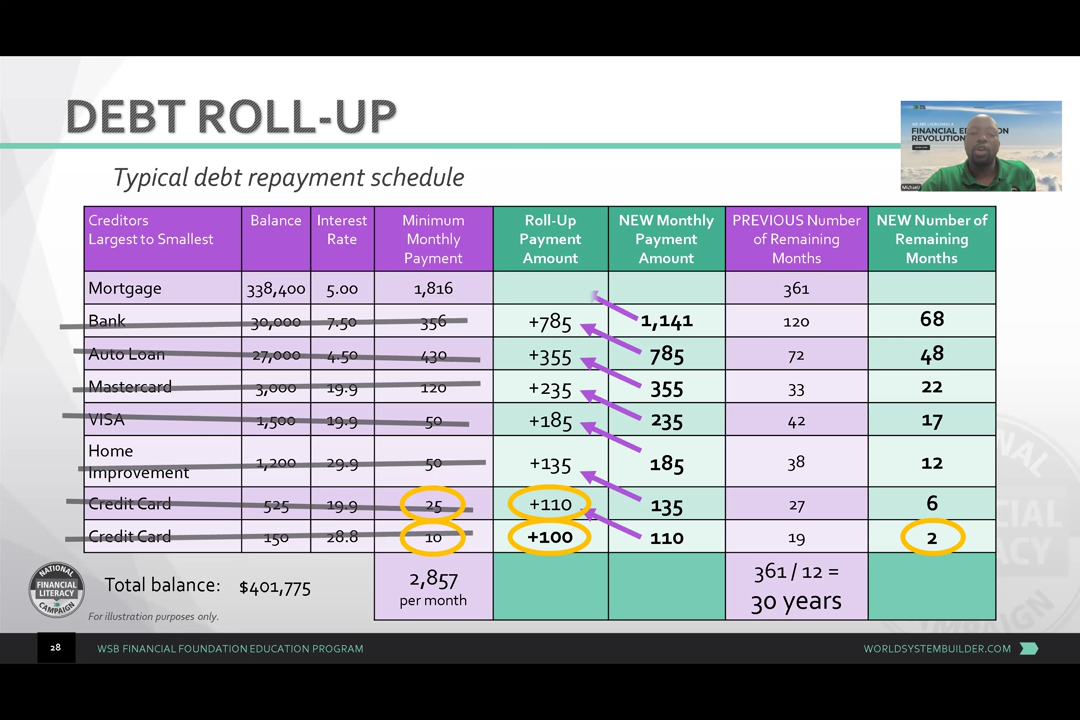 DEBT ROLL-UP
FINANCIAL ED
ON
REVOLUTION
Michael
Typical debt repayment schedule
Creditors Largest to Smallest Balance Interest Rate Minimum Monthly Payment Roll-Up Payment Amount NEW Monthly Payment Amount PREVIOUS Number of Remaining Months NEW Number of Remaining Months
Mortgage 338,400 5.00 1,816 361
Bank 30,000 7.50 356 +785 1,141 120 68
Auto Loan 27,000 4.50 430 +355 785 72 48
Mastercard 3,000 19.9 120 +235 355 33 22
VISA 1,500 19.9 50 +185 235 42 17
Home Improvement 1,200 29.9 50 +135 185 38 12
Credit Card 525 19.9 25 +110 135 27 6
Credit Card 150 28.8 10 +100 110 19 2
Total balance: $401,775 2,857 per month 361 / 12 = 30 years
NATIONAL
FINANCIAL
LITERACY
CAMPAIGN
For illustration purposes only.
28 WSB FINANCIAL FOUNDATION EDUCATION PROGRAM WORLDSYSTEMBUILDER.COM